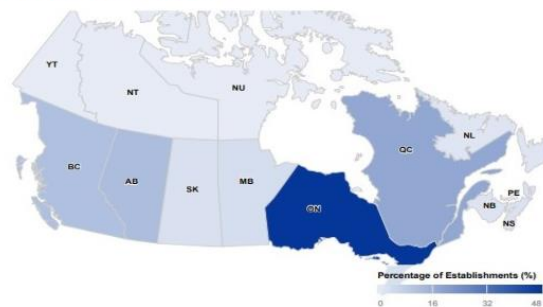 YT
NT
NU
BC
AB
SK
MB
ON
QC
NL
PE
NB
NS
Percentage of Establishments (%)
0 16 32 48